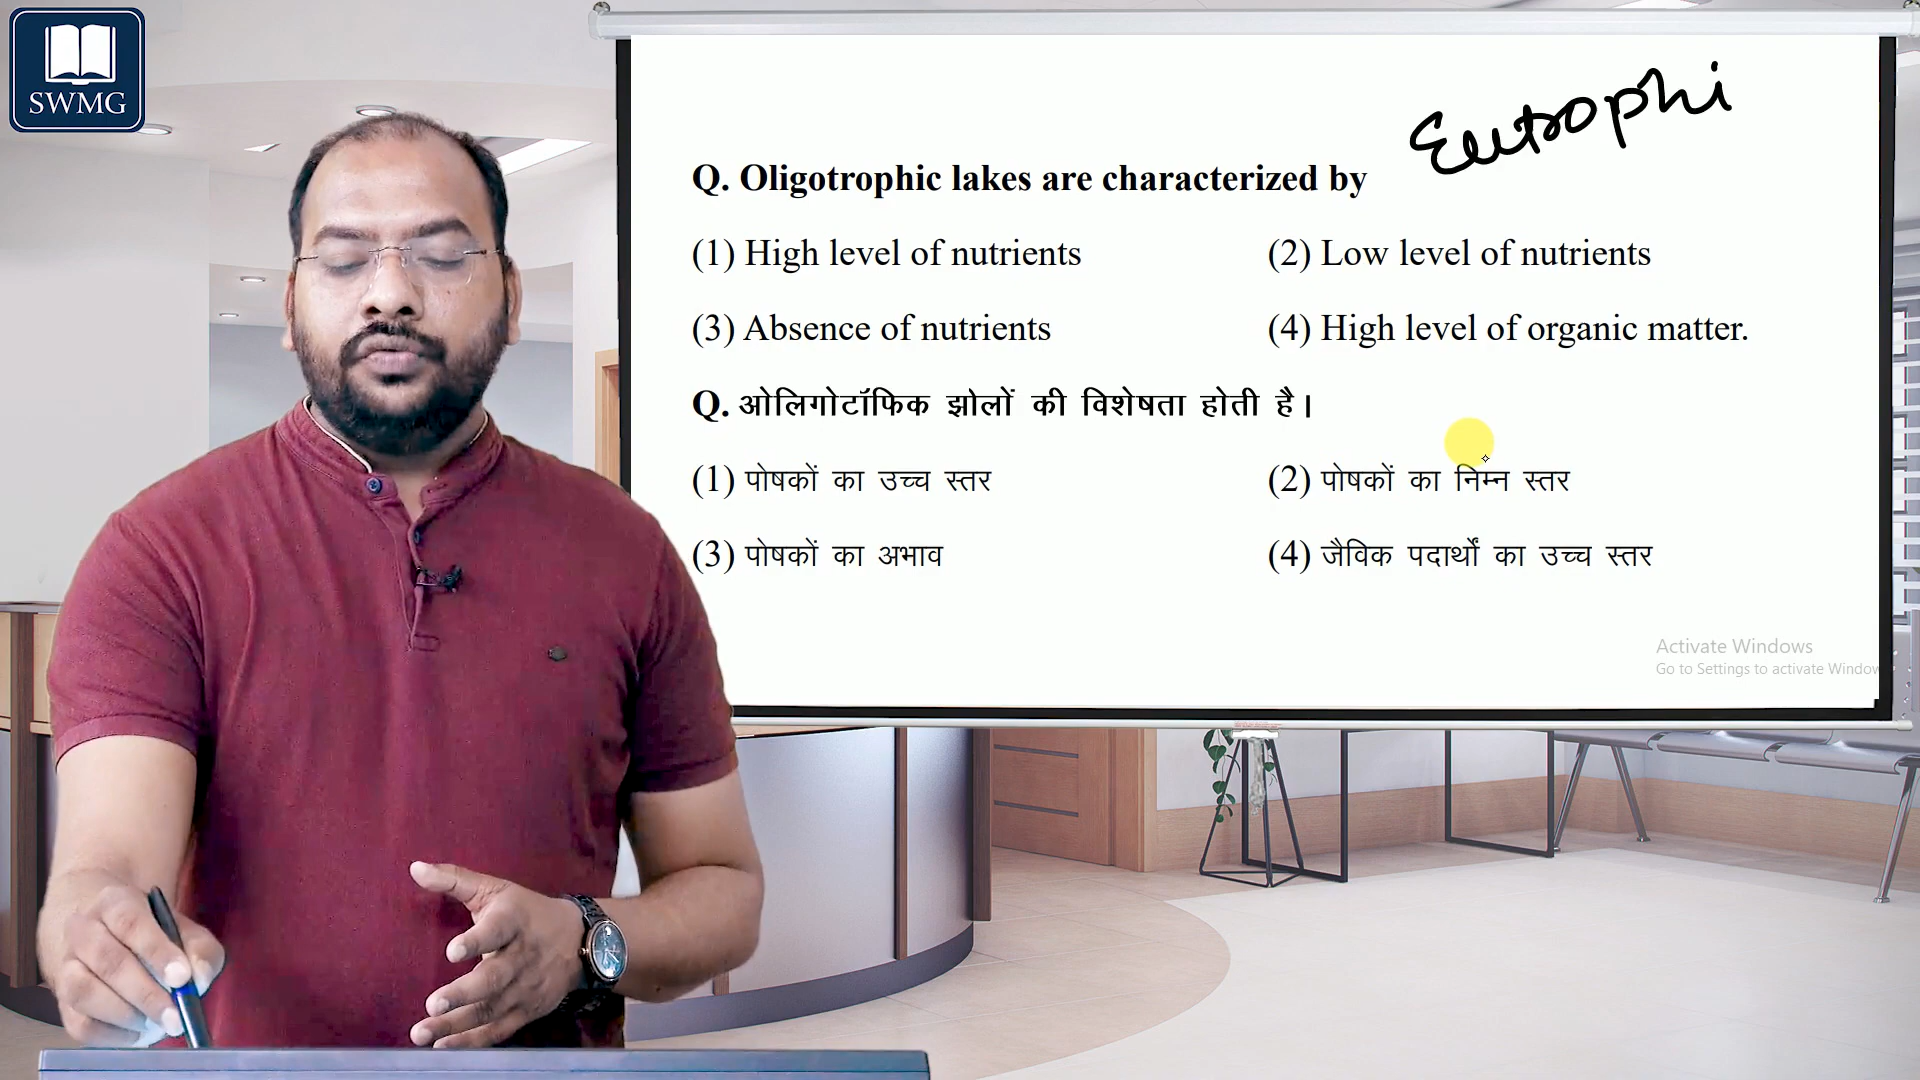 SWMG
Eutrophi
Q. Oligotrophic lakes are characterized by
(1) High level of nutrients (2) Low level of nutrients
(3) Absence of nutrients (4) High level of organic matter.
Q. ओलिगोटॉफिक झोलों की विशेषता होती है।
(1) पोषकों का उच्च स्तर (2) पोषकों का निम्न स्तर
(3) पोषकों का अभाव (4) जैविक पदार्थों का उच्च स्तर
Activate Windows
Go to Settings to activate Window